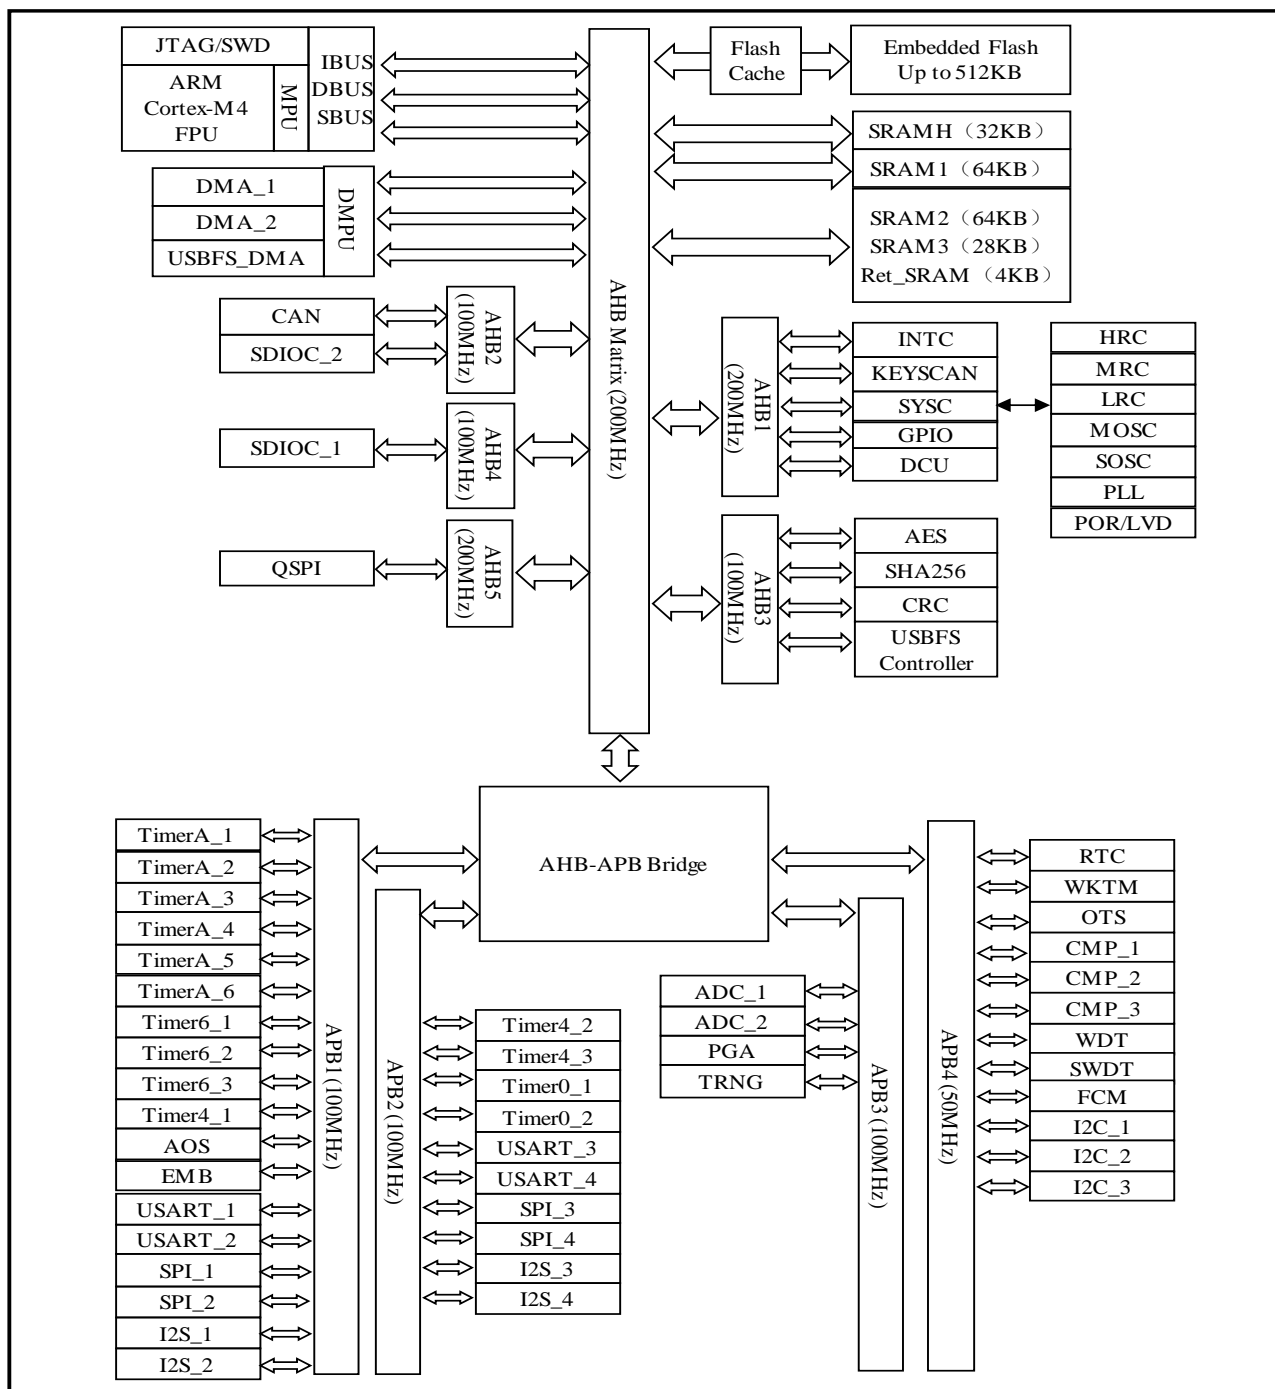 JTAG/SWD
ARM
Cortex-M4
FPU
MPU
IBUS
DBUS
SBUS
DMA_1
DMA_2
USBFS_DMA
DMPU
CAN
SDIOC_2
AHB2
(100MHz)
SDIOC_1
AHB4
(100MHz)
QSPI
AHB5
(200MHz)
AHB Matrix (200MHz)
Flash
Cache
Embedded Flash
Up to 512KB
SRAMH（32KB）
SRAM1（64KB）
SRAM2（64KB）
SRAM3（28KB）
Ret_SRAM（4KB）
AHB1
(200MHz)
INTC
KEYSCAN
SYSC
GPIO
DCU
HRC
MRC
LRC
MOSC
SOSC
PLL
POR/LVD
AHB3
(100MHz)
AES
SHA256
CRC
USBFS
Controller
AHB-APB Bridge
TimerA_1
TimerA_2
TimerA_3
TimerA_4
TimerA_5
TimerA_6
Timer6_1
Timer6_2
Timer6_3
Timer4_1
AOS
EMB
USART_1
USART_2
SPI_1
SPI_2
I2S_1
I2S_2
APB1 (100MHz)
APB2 (100MHz)
Timer4_2
Timer4_3
Timer0_1
Timer0_2
USART_3
USART_4
SPI_3
SPI_4
I2S_3
I2S_4
ADC_1
ADC_2
PGA
TRNG
APB3 (100MHz)
APB4 (50MHz)
RTC
WKTM
OTS
CMP_1
CMP_2
CMP_3
WDT
SWDT
FCM
I2C_1
I2C_2
I2C_3